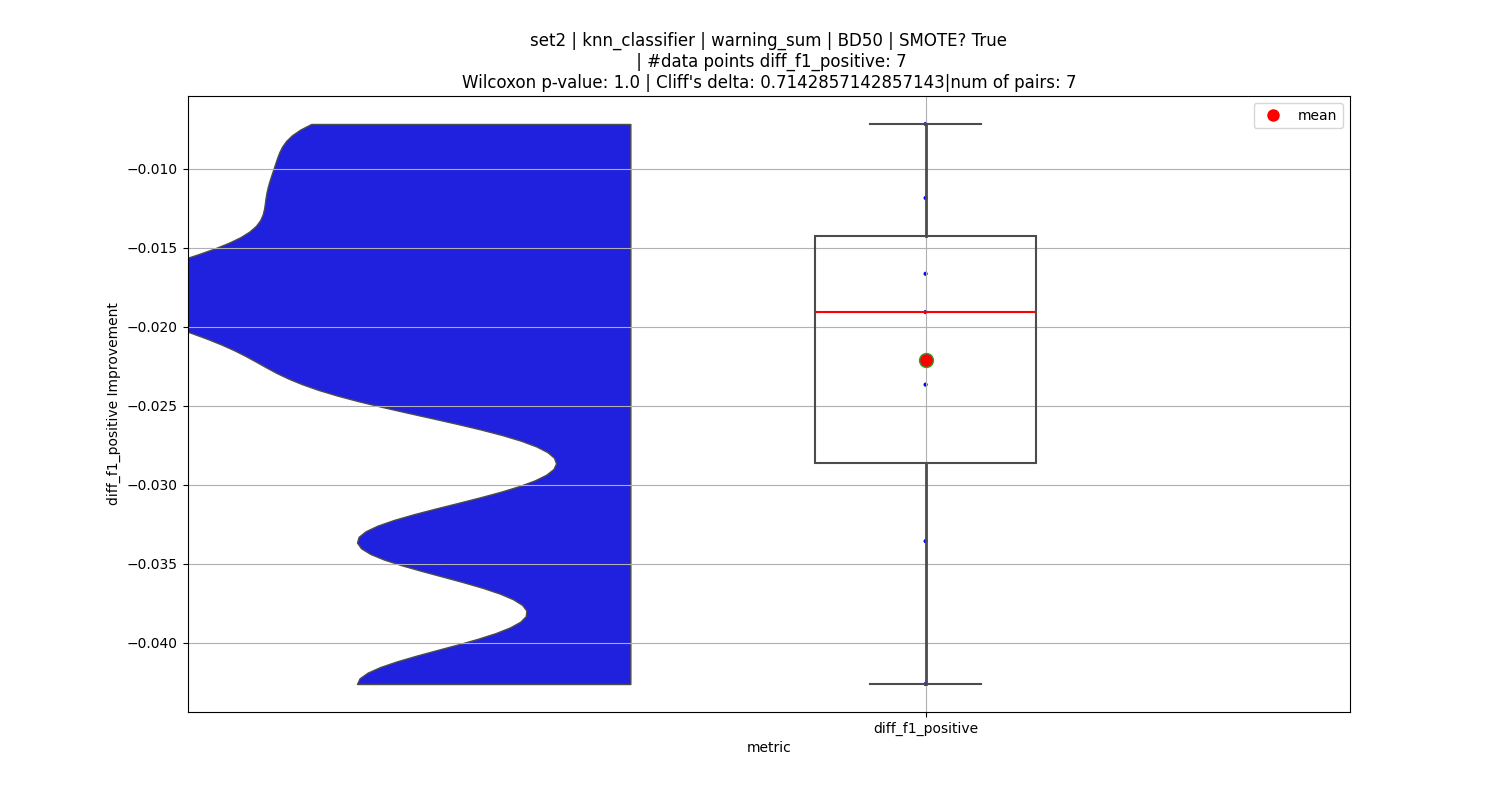 set2 | knn_classifier | warning_sum | BD50 | SMOTE? True
| #data points diff_f1_positive: 7
Wilcoxon p-value: 1.0 | Cliff's delta: 0.7142857142857143|num of pairs: 7
mean
−0.010
−0.015
−0.020
−0.025
−0.030
−0.035
−0.040
diff_f1_positive Improvement
diff_f1_positive
metric